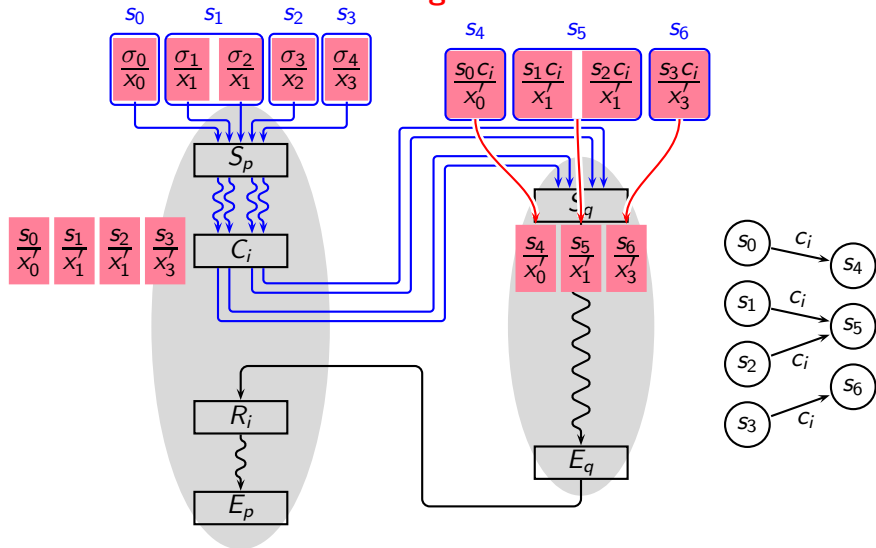 s0 s1 s2 s3 s4 s5 s6
σ0/x0 σ1/x1 σ2/x1 σ3/x2 σ4/x3
s0ci/x′0 s1ci/x′1 s2ci/x′1 s3ci/x′3
Sp
Sq
s0/x′0 s1/x′1 s2/x′1 s3/x′3
Ci
s4/x′0 s5/x′1 s6/x′3
s0 ci s4
s1 ci s5
s2 ci
s3 ci s6
Ri
Eq
Ep